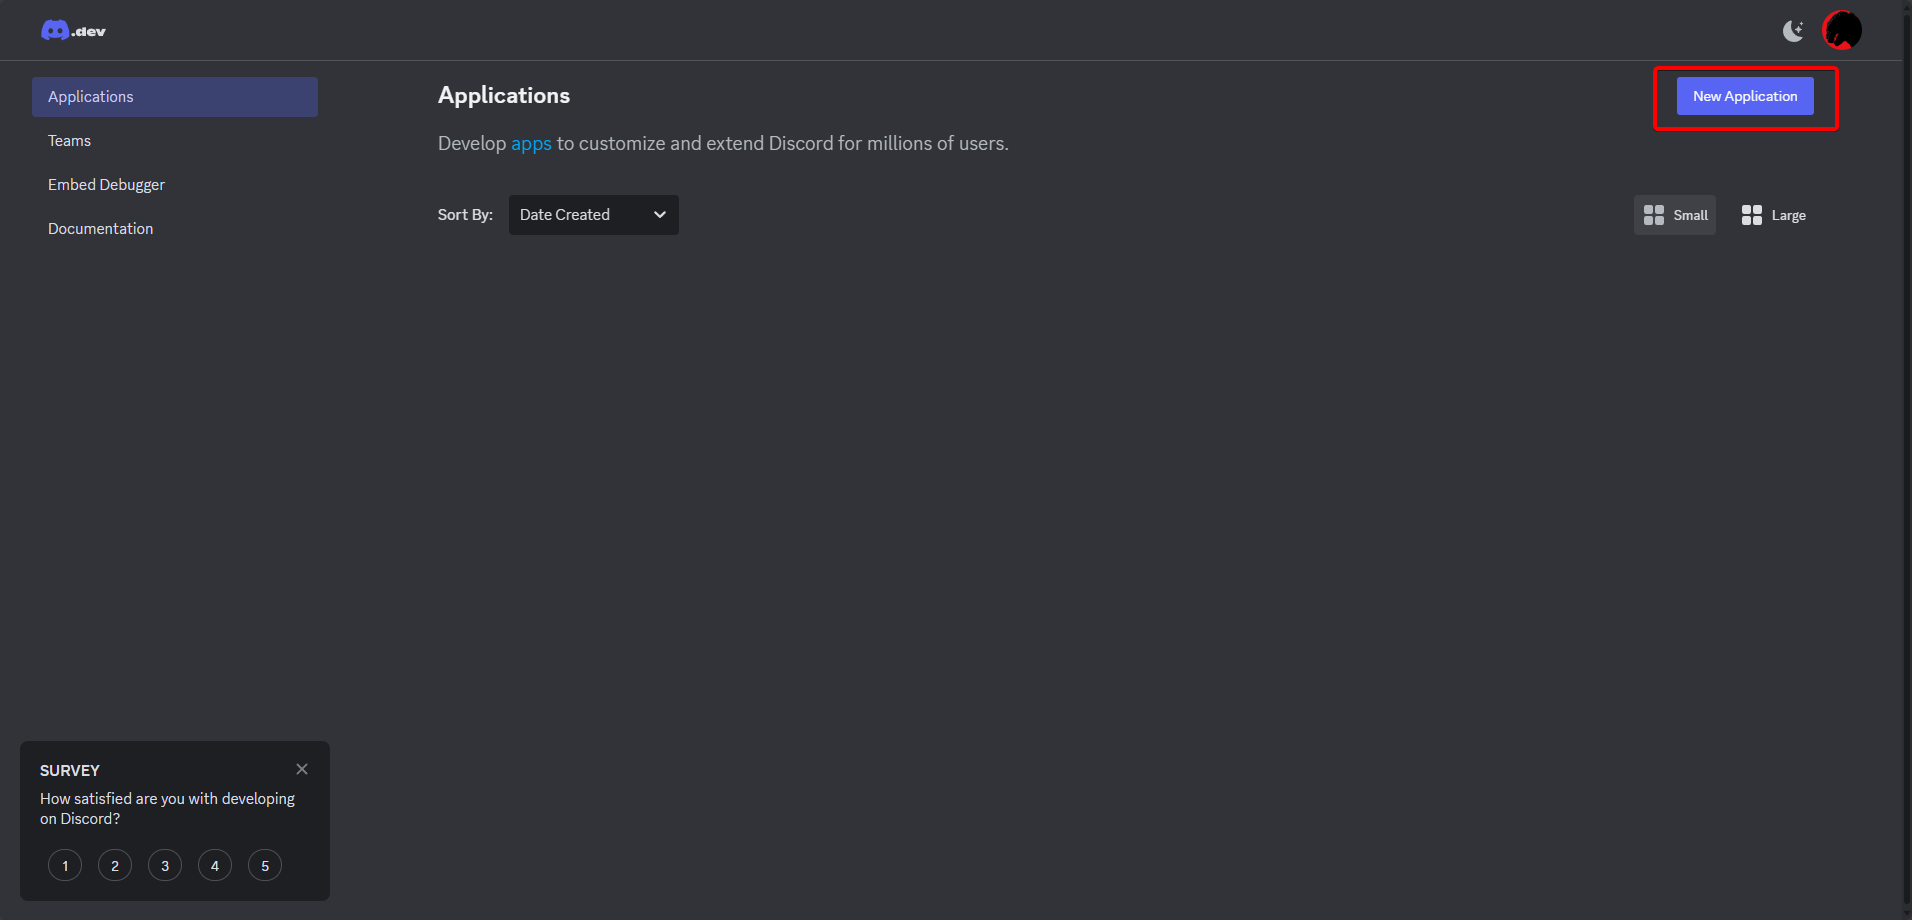 .dev
Applications
Teams
Embed Debugger
Documentation
Applications
New Application
Develop apps to customize and extend Discord for millions of users.
Sort By: Date Created
Small Large
SURVEY
How satisfied are you with developing
on Discord?
1 2 3 4 5